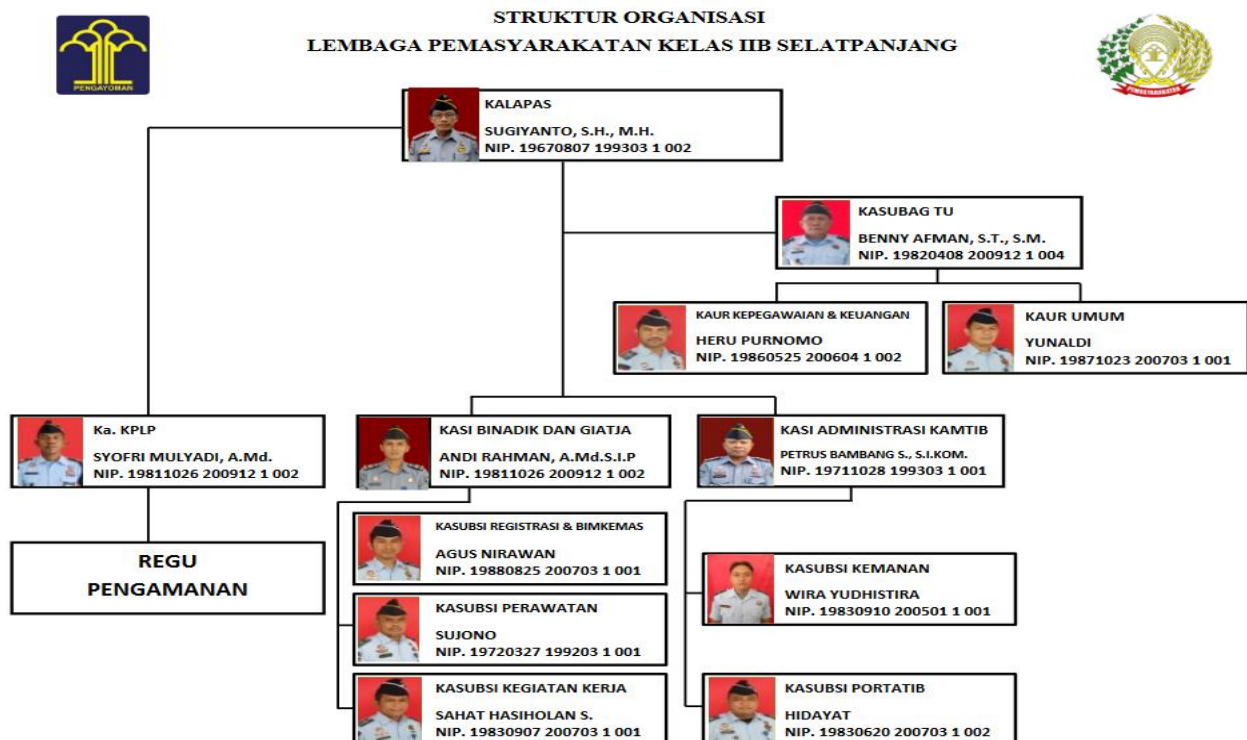 STRUKTUR ORGANISASI
LEMBAGA PEMASYARAKATAN KELAS IIB SELATPANJANG
PENGAYOMAN
PEMASYARAKATAN
KALAPAS
SUGIYANTO, S.H., M.H.
NIP. 19670807 199303 1 002
KASUBAG TU
BENNY AFMAN, S.T., S.M.
NIP. 19820408 200912 1 004
KAUR KEPEGAWAIAN & KEUANGAN
HERU PURNOMO
NIP. 19860525 200604 1 002
KAUR UMUM
YUNALDI
NIP. 19871023 200703 1 001
Ka. KPLP
SYOFRI MULYADI, A.Md.
NIP. 19811026 200912 1 002
KASI BINADIK DAN GIATJA
ANDI RAHMAN, A.Md.S.I.P
NIP. 19811026 200912 1 002
KASI ADMINISTRASI KAMTIB
PETRUS BAMBANG S., S.I.KOM.
NIP. 19711028 199303 1 001
REGU
PENGAMANAN
KASUBSI REGISTRASI & BIMKEMAS
AGUS NIRAWAN
NIP. 19880825 200703 1 001
KASUBSI PERAWATAN
SUJONO
NIP. 19720327 199203 1 001
KASUBSI KEGIATAN KERJA
SAHAT HASIHOLAN S.
NIP. 19830907 200703 1 001
KASUBSI KEMANAN
WIRA YUDHISTIRA
NIP. 19830910 200501 1 001
KASUBSI PORTATIB
HIDAYAT
NIP. 19830620 200703 1 002